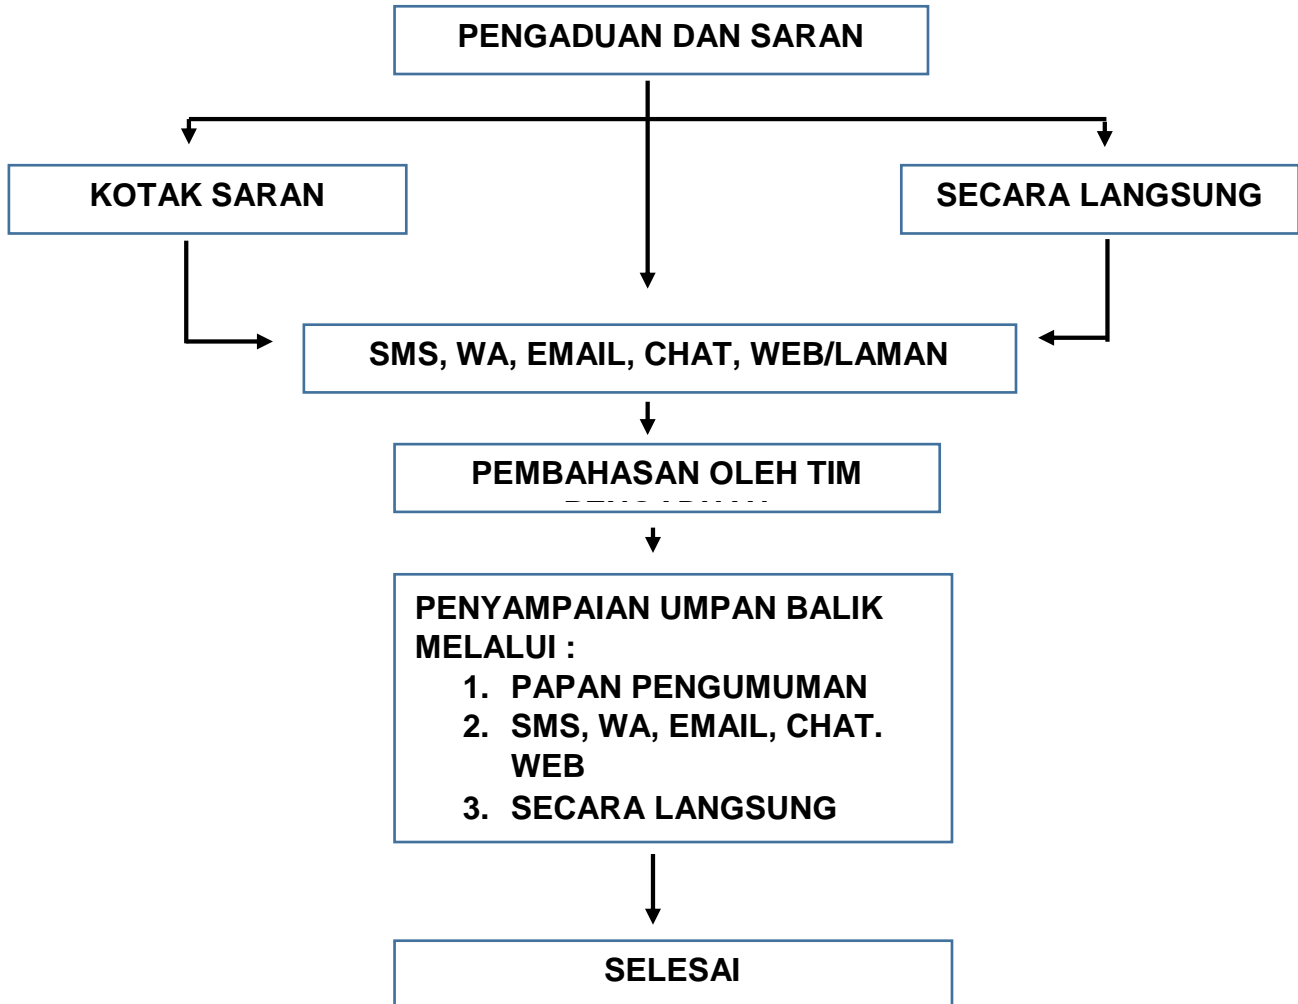 PENGADUAN DAN SARAN
KOTAK SARAN
SECARA LANGSUNG
SMS, WA, EMAIL, CHAT, WEB/LAMAN
PEMBAHASAN OLEH TIM
PENYAMPAIAN UMPAN BALIK
MELALUI :
1. PAPAN PENGUMUMAN
2. SMS, WA, EMAIL, CHAT.
WEB
3. SECARA LANGSUNG
SELESAI